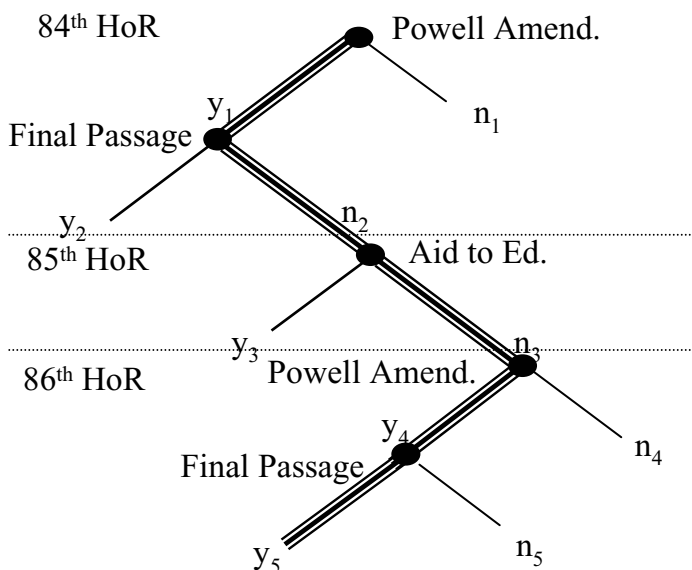 84th HoR
Powell Amend.
y1
n1
Final Passage
y2
n2
85th HoR
Aid to Ed.
y3
n3
86th HoR
Powell Amend.
y4
n4
Final Passage
y5
n5